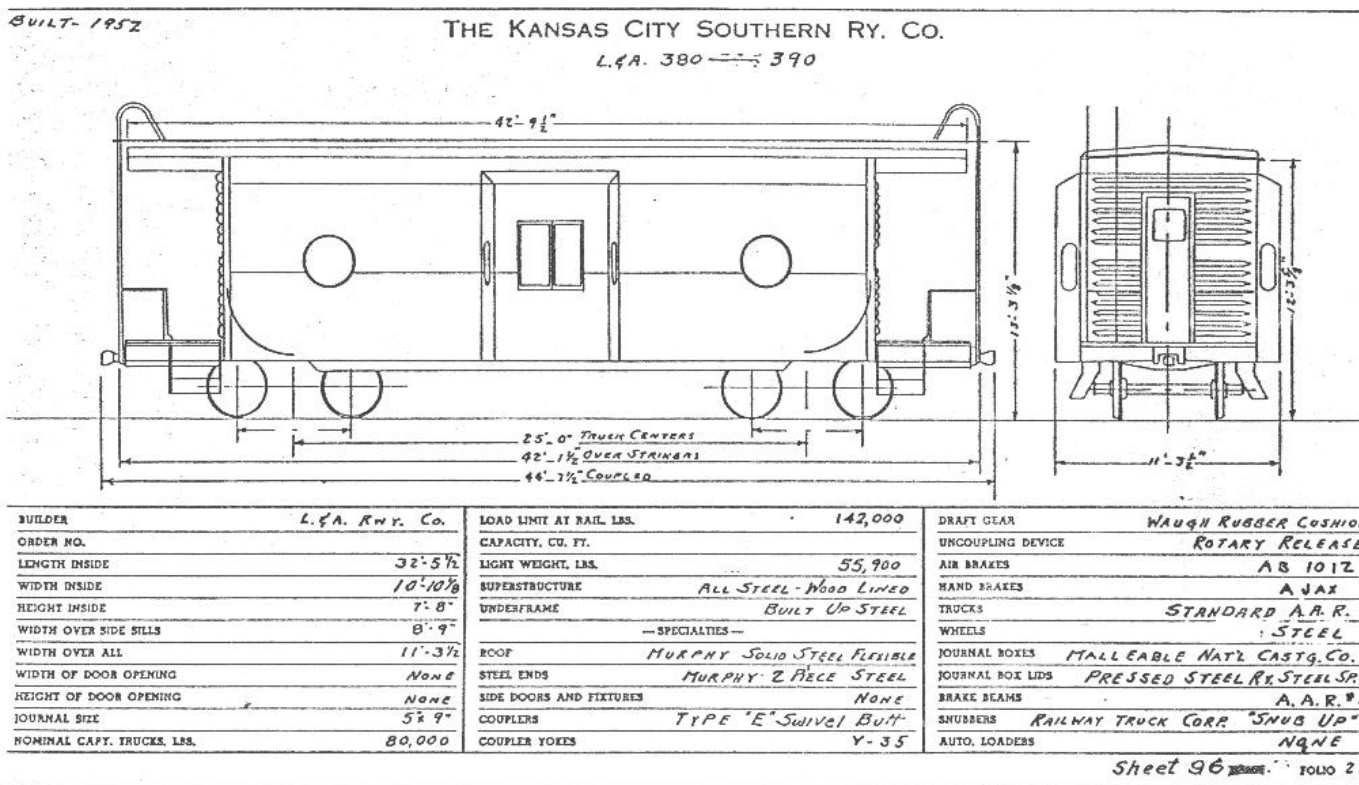 BUILT- 1952
THE KANSAS CITY SOUTHERN RY. CO.
L.&A. 380 390
42'-9 1/2"
13'-3 1/8"
12'-3 5/8"
25'-0" TRUCK CENTERS
42'-1 1/2" OVER STRIKERS
44'-7 1/2" COUPLED
11'-3 1/2"
BUILDER L.&A. RWY. CO.
ORDER NO.
LENGTH INSIDE 32'-5 1/2
WIDTH INSIDE 10'-10 7/8
HEIGHT INSIDE 7'-8"
WIDTH OVER SIDE SILLS 8'-9"
WIDTH OVER ALL 11'-3 1/2
WIDTH OF DOOR OPENING NONE
HEIGHT OF DOOR OPENING NONE
JOURNAL SIZE 5"x 9"
NOMINAL CAPY. TRUCKS, LBS. 80,000
LOAD LIMIT AT RAIL, LBS. 142,000
CAPACITY, CU. FT.
LIGHT WEIGHT, LBS. 55,900
SUPERSTRUCTURE ALL STEEL - WOOD LINED
UNDERFRAME BUILT UP STEEL
— SPECIALTIES —
ROOF MURPHY SOLID STEEL FLEXIBLE
STEEL ENDS MURPHY 2 PIECE STEEL
SIDE DOORS AND FIXTURES NONE
COUPLERS TYPE "E" Swivel Butt
COUPLER YOKES Y-35
DRAFT GEAR WAUGH RUBBER CUSHIO
UNCOUPLING DEVICE ROTARY RELEASE
AIR BRAKES AB 1012
HAND BRAKES AJAX
TRUCKS STANDARD A.A.R.
WHEELS STEEL
JOURNAL BOXES MALLEABLE NAT'L CASTG. CO.
JOURNAL BOX LIDS PRESSED STEEL RY. STEEL SP.
BRAKE BEAMS A.A.R. #
SNUBBERS RAILWAY TRUCK CORP. "SNUB UP"
AUTO. LOADERS NONE
Sheet 96 FOLIO 2